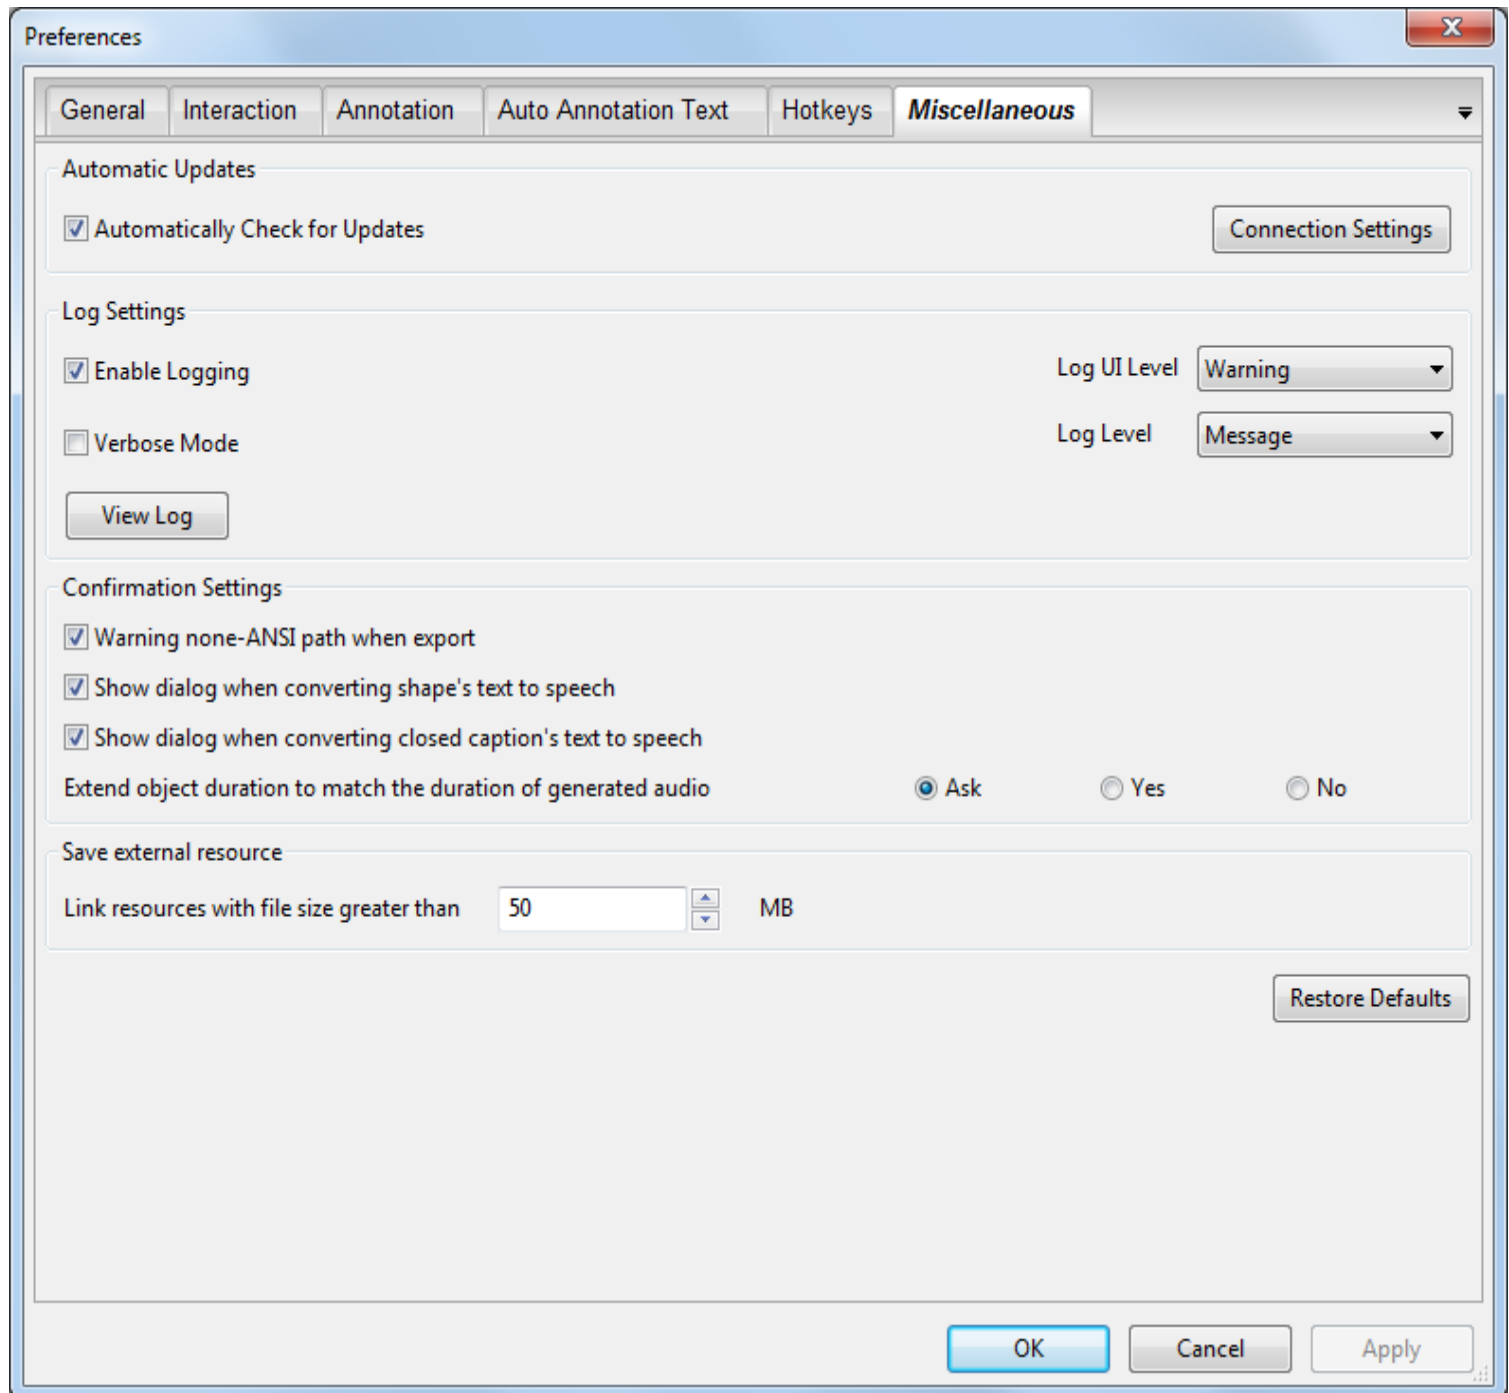 Preferences
General Interaction Annotation Auto Annotation Text Hotkeys Miscellaneous
Automatic Updates
Automatically Check for Updates Connection Settings
Log Settings
Enable Logging Log UI Level Warning
Verbose Mode Log Level Message
View Log
Confirmation Settings
Warning none-ANSI path when export
Show dialog when converting shape's text to speech
Show dialog when converting closed caption's text to speech
Extend object duration to match the duration of generated audio Ask Yes No
Save external resource
Link resources with file size greater than 50 MB
Restore Defaults
OK Cancel Apply